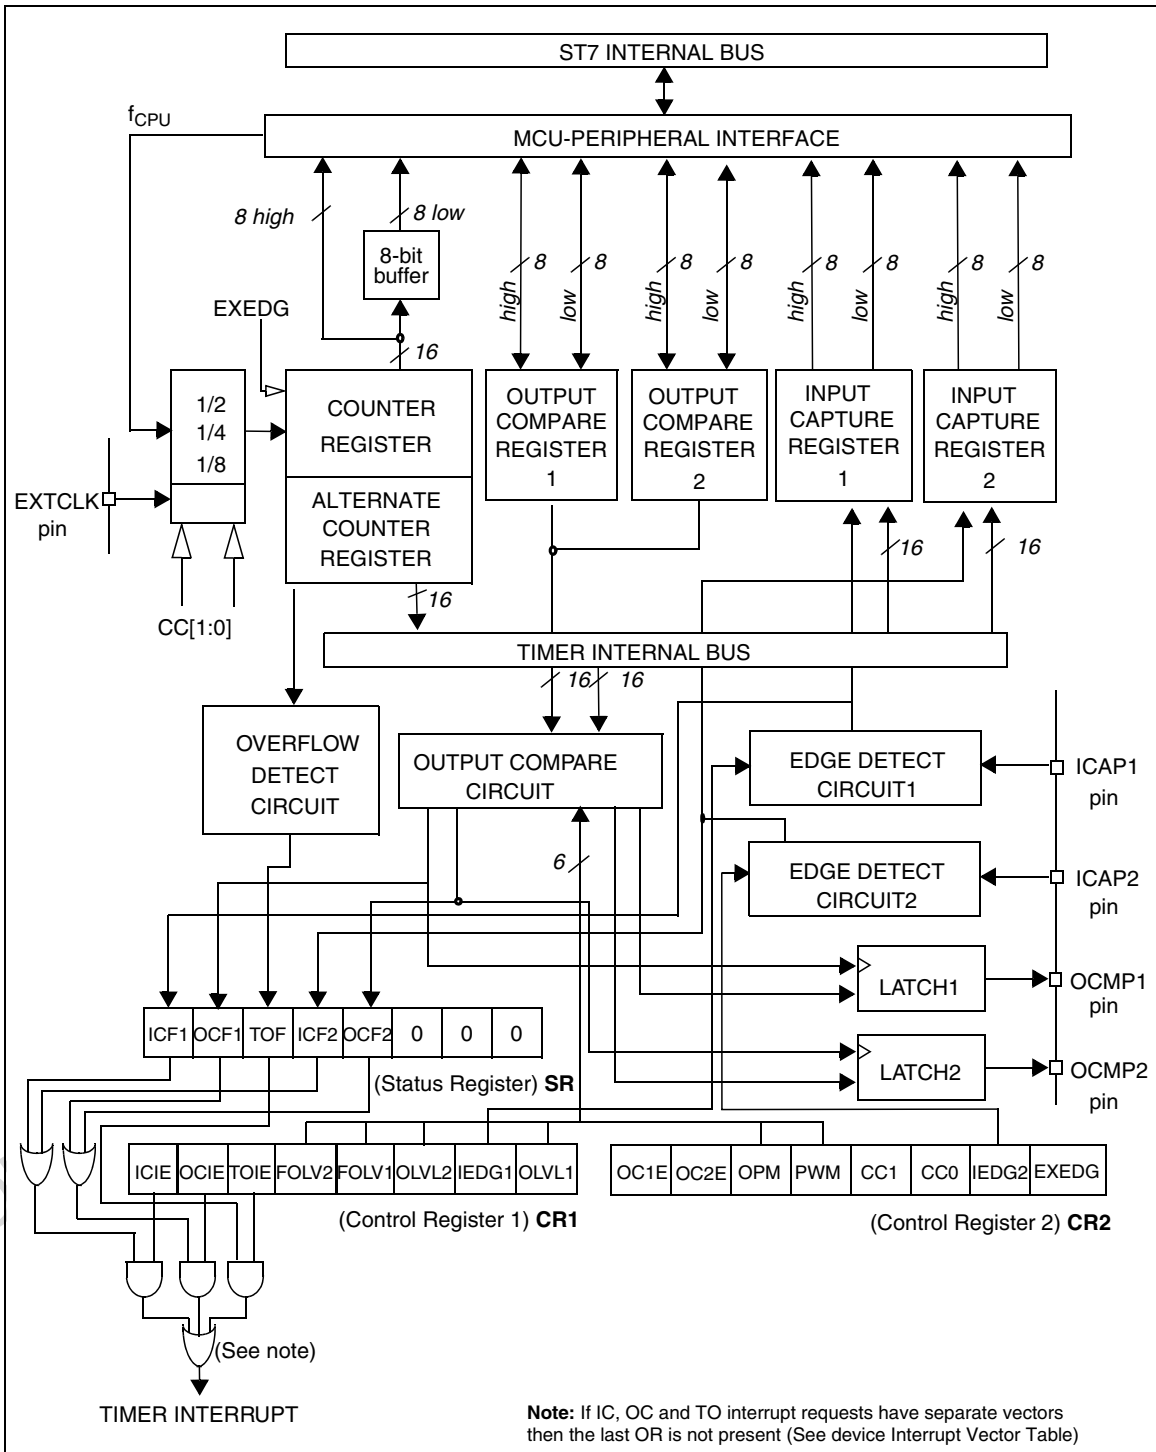 ST7 INTERNAL BUS
fCPU
MCU-PERIPHERAL INTERFACE
8 high
8 low
8-bit
buffer
8
8
8
8
8
8
8
8
high
low
high
low
high
low
high
low
EXEDG
16
1/2
1/4
1/8
COUNTER
REGISTER
ALTERNATE
COUNTER
REGISTER
OUTPUT
COMPARE
REGISTER
1
OUTPUT
COMPARE
REGISTER
2
INPUT
CAPTURE
REGISTER
1
INPUT
CAPTURE
REGISTER
2
EXTCLK
pin
16
16
16
CC[1:0]
TIMER INTERNAL BUS
16
16
OVERFLOW
DETECT
CIRCUIT
OUTPUT COMPARE
CIRCUIT
EDGE DETECT
CIRCUIT1
ICAP1
pin
6
EDGE DETECT
CIRCUIT2
ICAP2
pin
LATCH1
OCMP1
pin
ICF1 OCF1 TOF ICF2 OCF2 0 0 0
(Status Register) SR
LATCH2
OCMP2
pin
ICIE OCIE TOIE FOLV2 FOLV1 OLVL2 IEDG1 OLVL1
OC1E OC2E OPM PWM CC1 CC0 IEDG2 EXEDG
(Control Register 1) CR1
(Control Register 2) CR2
(See note)
TIMER INTERRUPT
Note: If IC, OC and TO interrupt requests have separate vectors
then the last OR is not present (See device Interrupt Vector Table)